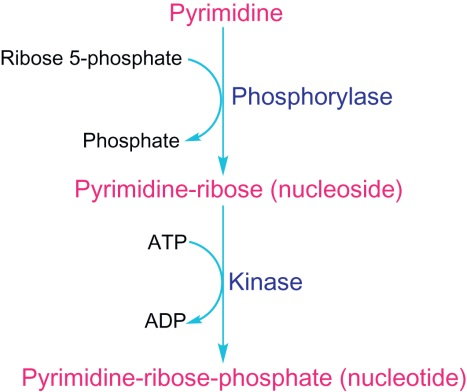 Pyrimidine
Ribose 5-phosphate
Phosphorylase
Phosphate
Pyrimidine-ribose (nucleoside)
ATP
Kinase
ADP
Pyrimidine-ribose-phosphate (nucleotide)